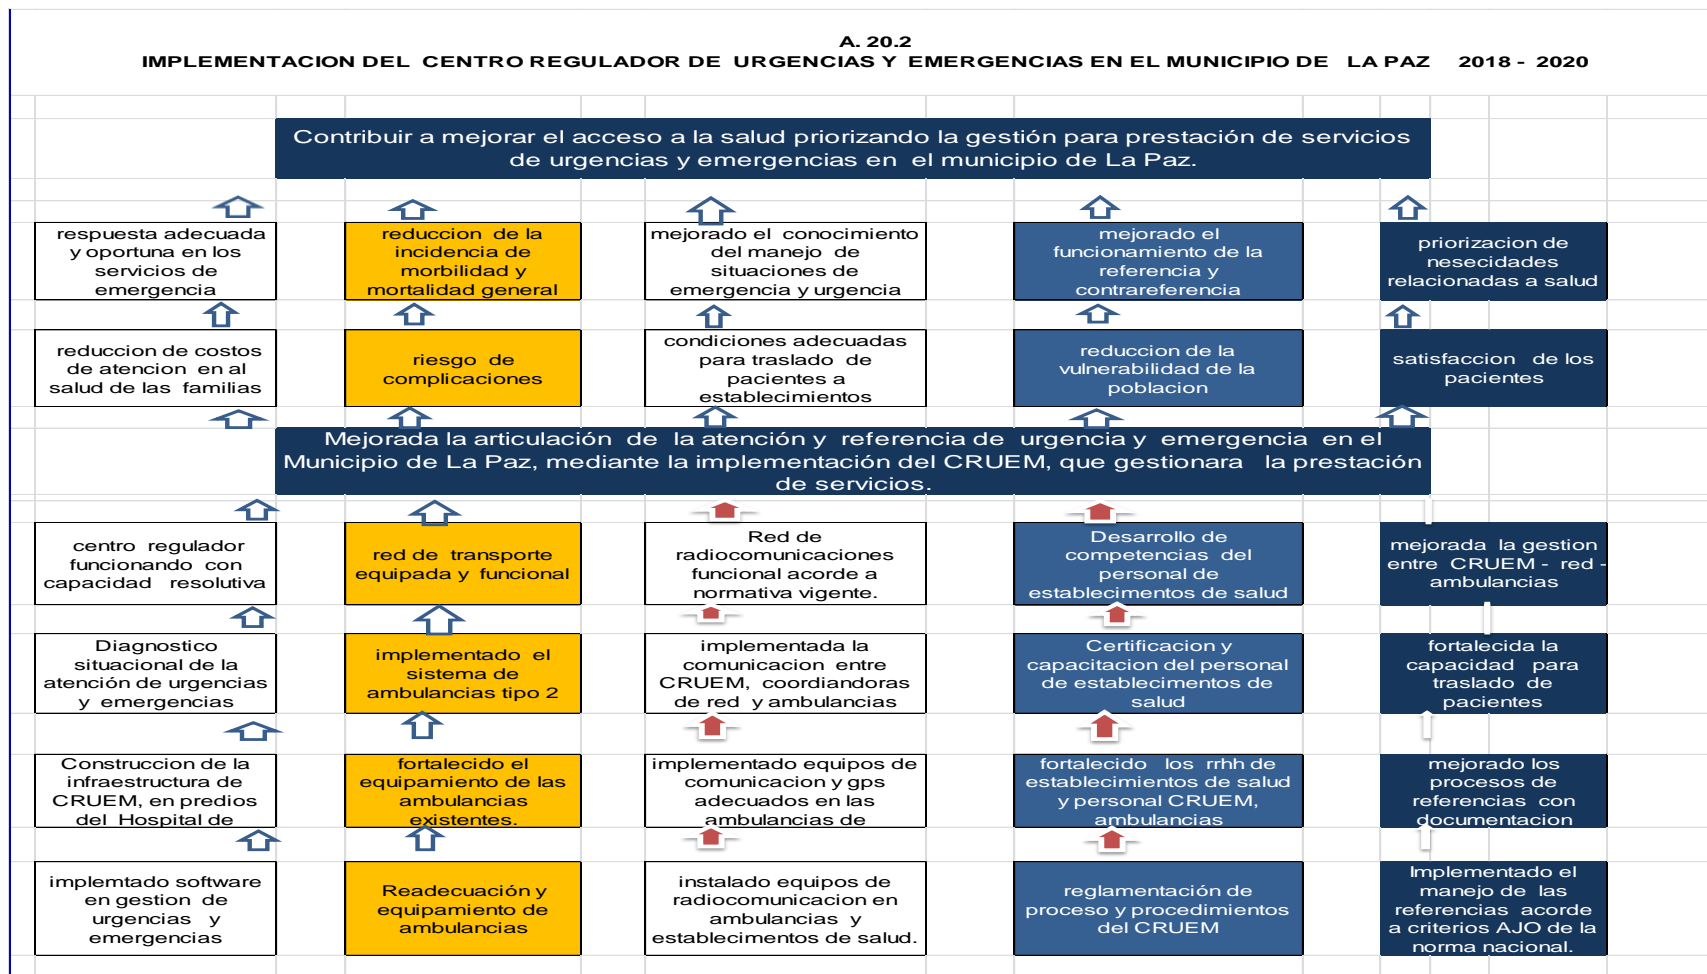 A. 20.2
IMPLEMENTACION DEL CENTRO REGULADOR DE URGENCIAS Y EMERGENCIAS EN EL MUNICIPIO DE LA PAZ 2018 - 2020
Contribuir a mejorar el acceso a la salud priorizando la gestión para prestación de servicios
de urgencias y emergencias en el municipio de La Paz.
respuesta adecuada
y oportuna en los
servicios de
emergencia
reduccion de la
incidencia de
morbilidad y
mortalidad general
mejorado el conocimiento
del manejo de
situaciones de
emergencia y urgencia
mejorado el
funcionamiento de la
referencia y
contrareferencia
priorizacion de
nesecidades
relacionadas a salud
reduccion de costos
de atencion en al
salud de las familias
riesgo de
complicaciones
condiciones adecuadas
para traslado de
pacientes a
establecimientos
reduccion de la
vulnerabilidad de la
poblacion
satisfaccion de los
pacientes
Mejorada la articulación de la atención y referencia de urgencia y emergencia en el
Municipio de La Paz, mediante la implementación del CRUEM, que gestionara la prestación
de servicios.
centro regulador
funcionando con
capacidad resolutiva
red de transporte
equipada y funcional
Red de
radiocomunicaciones
funcional acorde a
normativa vigente.
Desarrollo de
competencias del
personal de
establecimientos de salud
mejorada la gestion
entre CRUEM - red -
ambulancias
Diagnostico
situacional de la
atención de urgencias
y emergencias
implementado el
sistema de
ambulancias tipo 2
implementada la
comunicacion entre
CRUEM, coordiandoras
de red y ambulancias
Certificacion y
capacitacion del personal
de establecimientos de
salud
fortalecida la
capacidad para
traslado de
pacientes
Construccion de la
infraestructura de
CRUEM, en predios
del Hospital de
fortalecido el
equipamiento de las
ambulancias
existentes.
implementado equipos de
comunicacion y gps
adecuados en las
ambulancias de
fortalecido los rrhh de
establecimientos de salud
y personal CRUEM,
ambulancias
mejorado los
procesos de
referencias con
documentacion
implemtado software
en gestion de
urgencias y
emergencias
Readecuación y
equipamiento de
ambulancias
instalado equipos de
radiocomunicacion en
ambulancias y
establecimentos de salud.
reglamentación de
proceso y procedimientos
del CRUEM
Implementado el
manejo de las
referencias acorde
a criterios AJO de la
norma nacional.